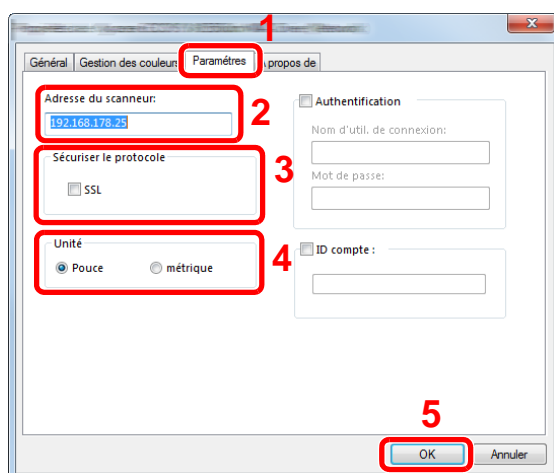 1
Général Gestion des couleurs Paramétres A propos de
Adresse du scanneur:
192.168.178.25
2
Sécuriser le protocole
SSL
3
Unité
Pouce métrique
4
Authentification
Nom d'util. de connexion:
Mot de passe:
ID compte :
5
OK Annuler